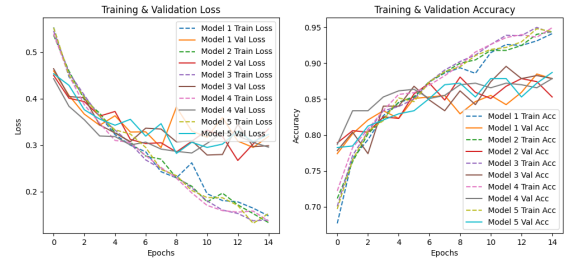 Training & Validation Loss
Loss
0.5
0.4
0.3
0.2
0 2 4 6 8 10 12 14
Epochs
Model 1 Train Loss
Model 1 Val Loss
Model 2 Train Loss
Model 2 Val Loss
Model 3 Train Loss
Model 3 Val Loss
Model 4 Train Loss
Model 4 Val Loss
Model 5 Train Loss
Model 5 Val Loss
Training & Validation Accuracy
Accuracy
0.95
0.90
0.85
0.80
0.75
0.70
0 2 4 6 8 10 12 14
Epochs
Model 1 Train Acc
Model 1 Val Acc
Model 2 Train Acc
Model 2 Val Acc
Model 3 Train Acc
Model 3 Val Acc
Model 4 Train Acc
Model 4 Val Acc
Model 5 Train Acc
Model 5 Val Acc